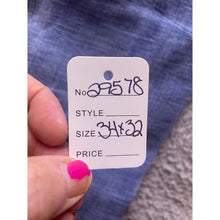 No 29578
STYLE
SIZE 34x32
PRICE